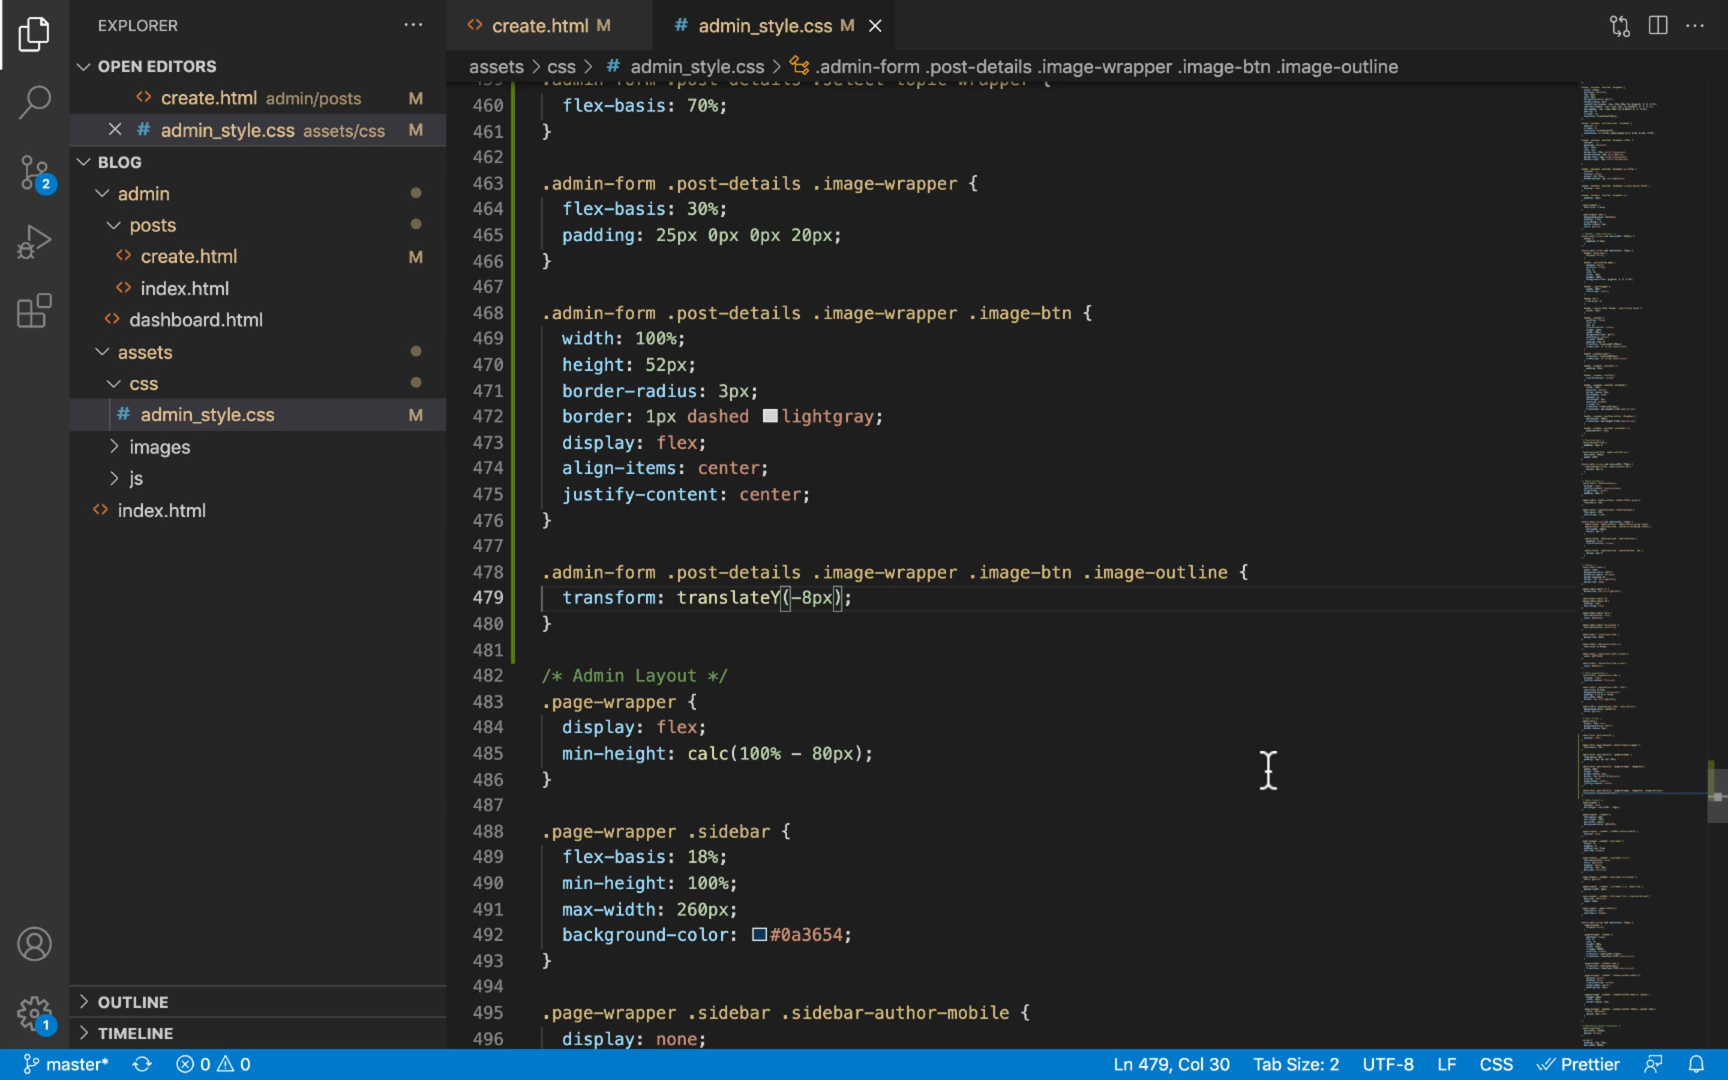 EXPLORER
OPEN EDITORS
create.html admin/posts M
admin_style.css assets/css M
BLOG
admin
posts
create.html M
index.html
dashboard.html
assets
css
admin_style.css M
images
js
index.html
OUTLINE
TIMELINE
create.html M
admin_style.css M
assets > css > # admin_style.css > .admin-form .post-details .image-wrapper .image-btn .image-outline
460 flex-basis: 70%;
461 }
462
463 .admin-form .post-details .image-wrapper {
464 flex-basis: 30%;
465 padding: 25px 0px 0px 20px;
466 }
467
468 .admin-form .post-details .image-wrapper .image-btn {
469 width: 100%;
470 height: 52px;
471 border-radius: 3px;
472 border: 1px dashed lightgray;
473 display: flex;
474 align-items: center;
475 justify-content: center;
476 }
477
478 .admin-form .post-details .image-wrapper .image-btn .image-outline {
479 transform: translateY(-8px);
480 }
481
482 /* Admin Layout */
483 .page-wrapper {
484 display: flex;
485 min-height: calc(100% - 80px);
486 }
487
488 .page-wrapper .sidebar {
489 flex-basis: 18%;
490 min-height: 100%;
491 max-width: 260px;
492 background-color: #0a3654;
493 }
494
495 .page-wrapper .sidebar .sidebar-author-mobile {
496 display: none;
2
1
master* 0 0 Ln 479, Col 30 Tab Size: 2 UTF-8 LF CSS Prettier